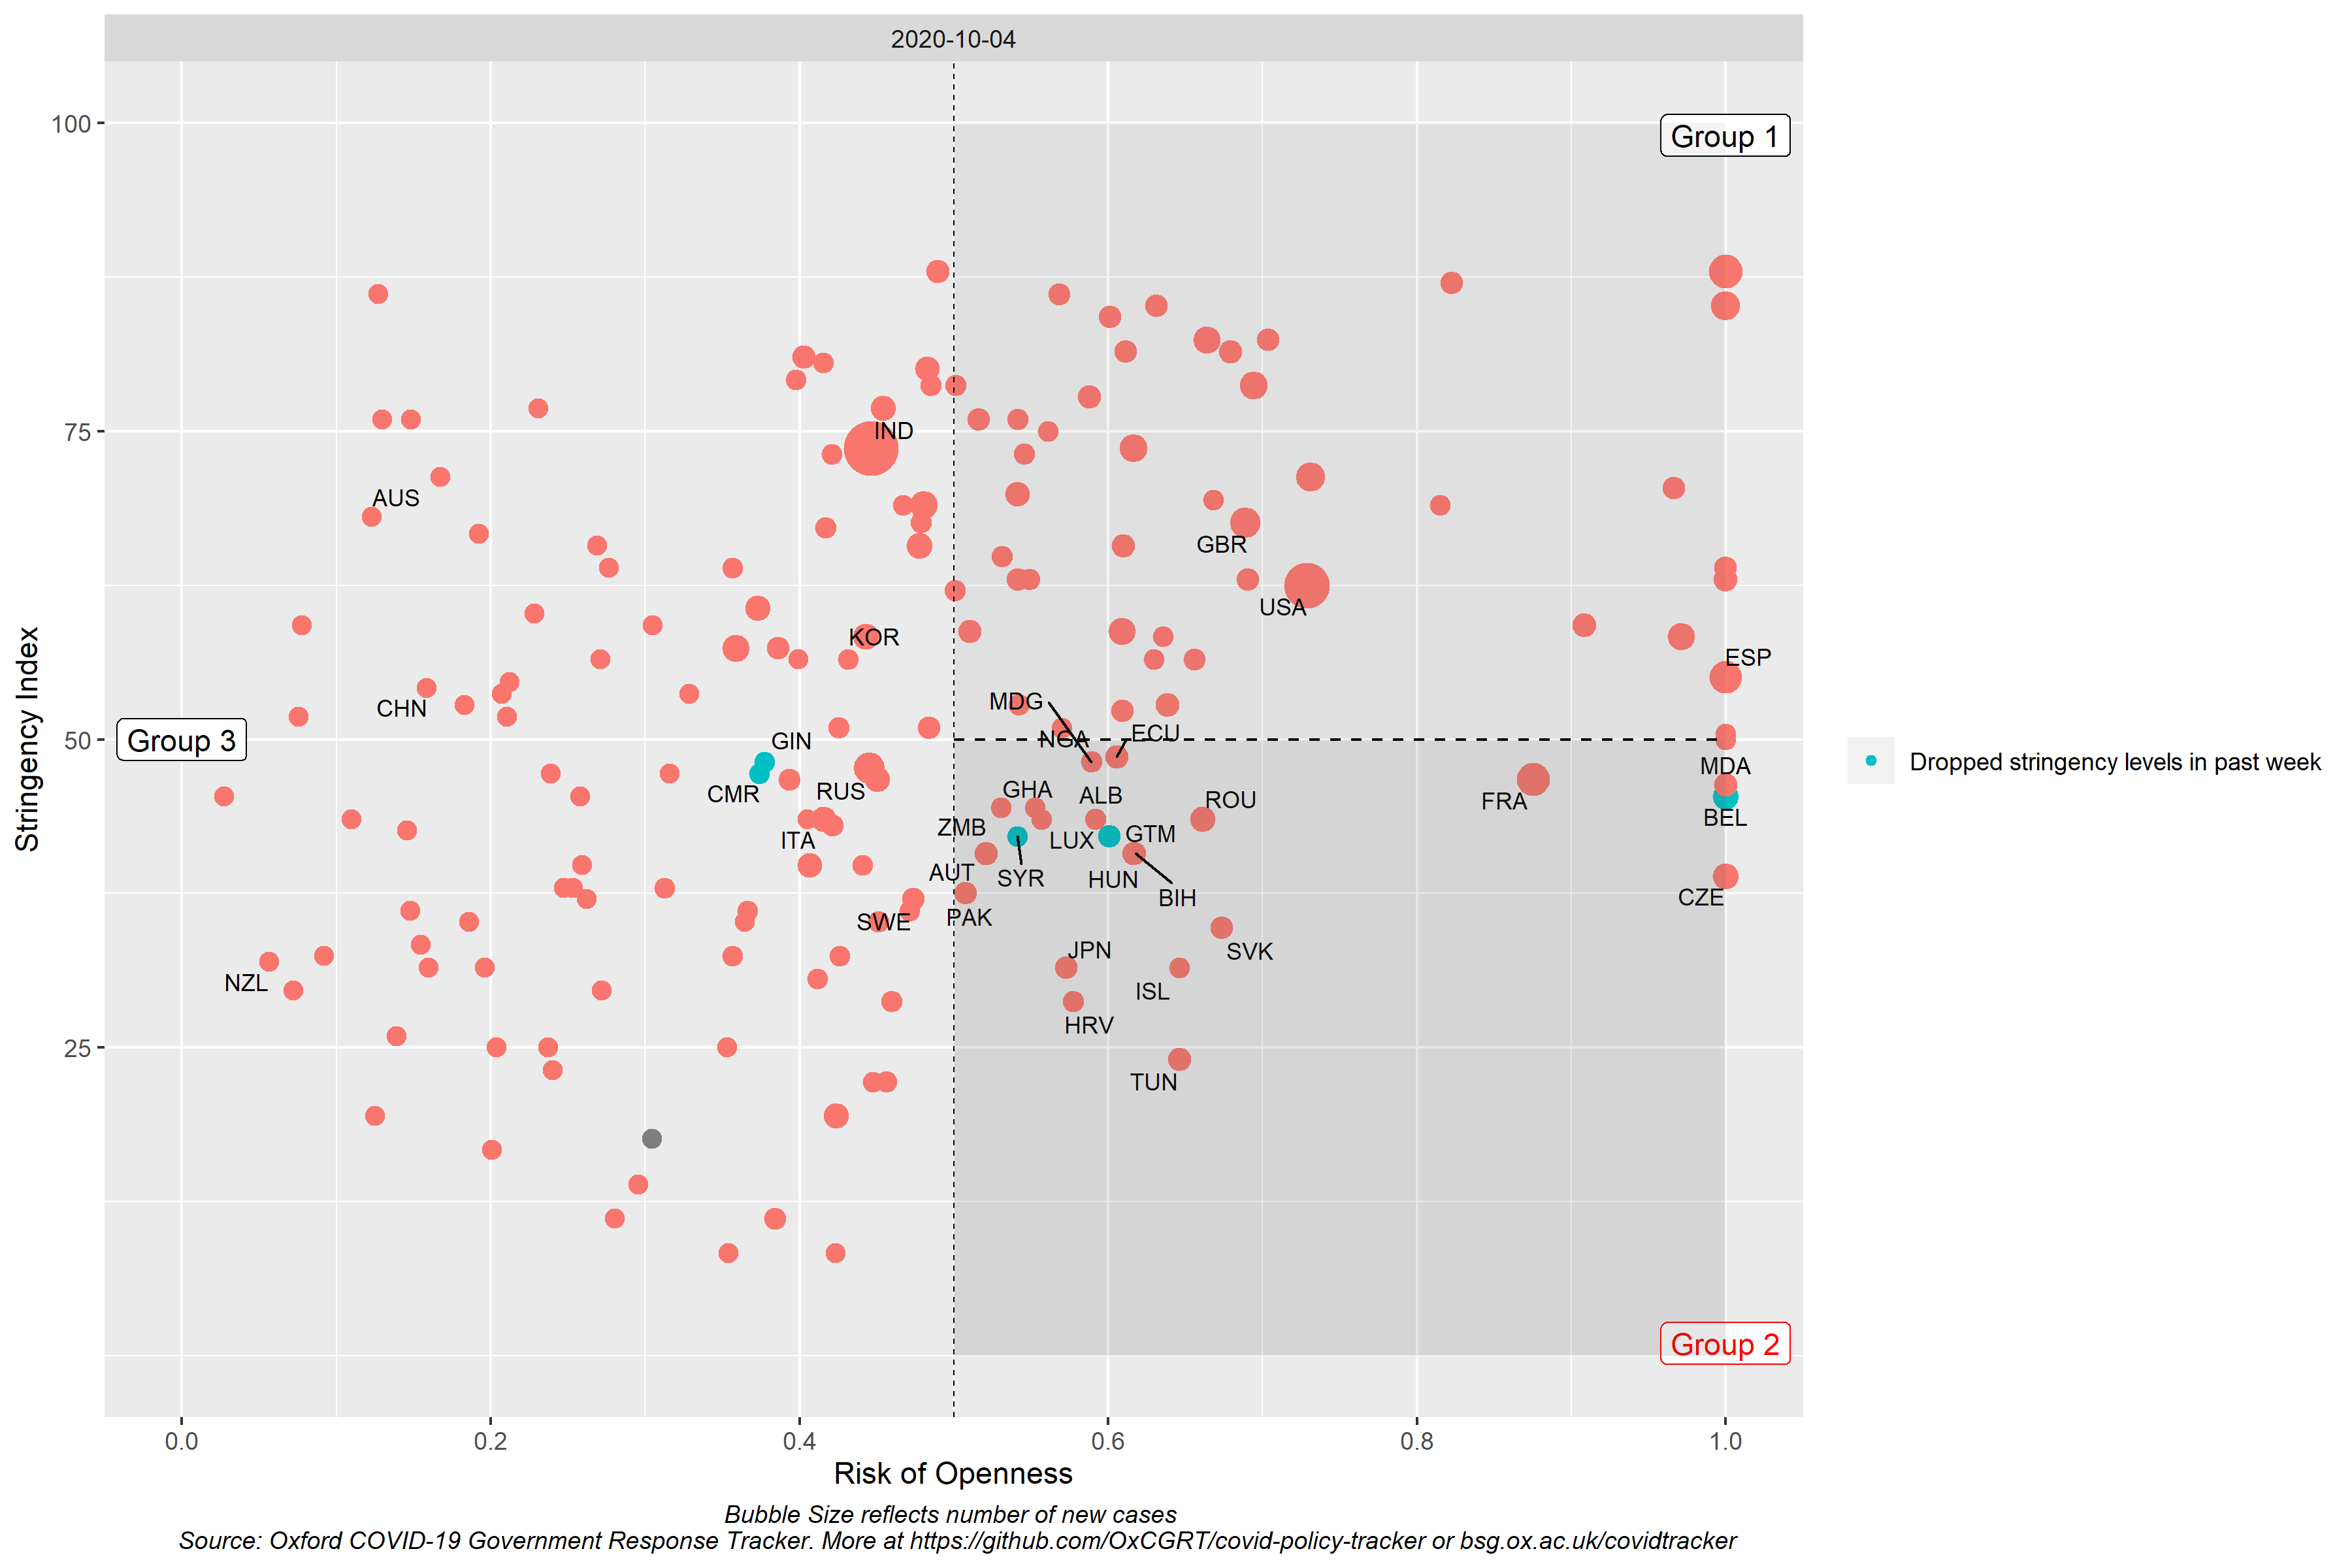 2020-10-04
Group 1
100
IND
75
AUS
GBR
USA
KOR
ESP
MDG
CHN
ECU
NGA
GIN
Group 3
50
Stringency Index
MDA
Dropped stringency levels in past week
CMR
RUS
GHA
ALB
ROU
FRA
BEL
ZMB
ITA
LUX
GTM
AUT
SYR
HUN
BIH
CZE
SWE
PAK
JPN
SVK
NZL
ISL
HRV
25
TUN
Group 2
0.0
0.2
0.4
0.6
0.8
1.0
Risk of Openness
Bubble Size reflects number of new cases
Source: Oxford COVID-19 Government Response Tracker. More at https://github.com/OxCGRT/covid-policy-tracker or bsg.ox.ac.uk/covidtracker